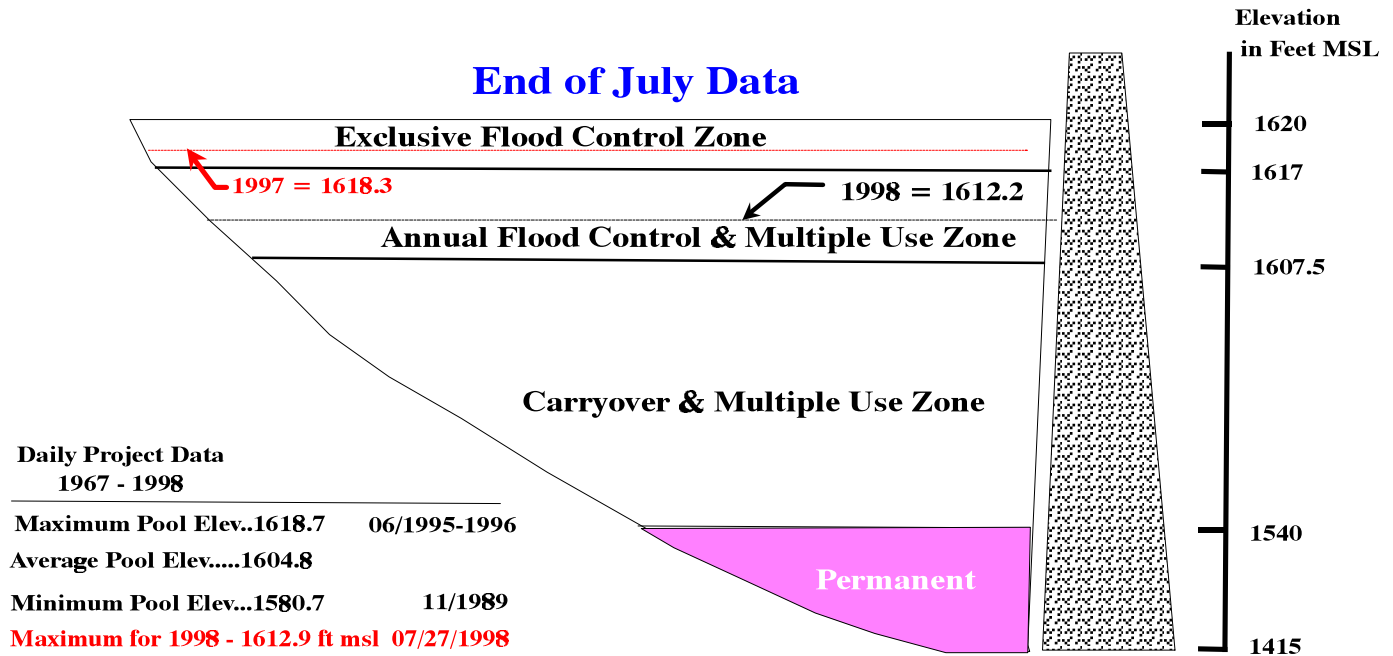 Elevation
in Feet MSL
End of July Data
1620
Exclusive Flood Control Zone
1617
1997 = 1618.3
1998 = 1612.2
Annual Flood Control & Multiple Use Zone
1607.5
Carryover & Multiple Use Zone
Daily Project Data
1967 - 1998
Maximum Pool Elev..1618.7 06/1995-1996
1540
Average Pool Elev.....1604.8
Permanent
Minimum Pool Elev...1580.7 11/1989
Maximum for 1998 - 1612.9 ft msl 07/27/1998
1415